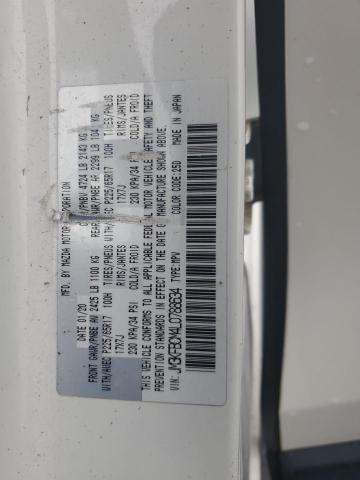 MFD. BY MAZDA MOTOR CORPORATION
DATE 01/20 /PNBV 4724 LB 2143 KG
FRONT GAWR/PNBE AV 2425 LB 1100 KG REAR GAWR/PNBE AR 2299 LB 104 KG
WITH/AVEC P225/65R17 100H TIRES/PNEUS WITH/AVEC P225/65R17 100H TIRES/PNEUS
17X7J RIMS/JANTES 17X7J RIMS/JANTES
230 KPA/34 PSI COLD/A FROID 230 KPA/34 COLD/A FROID
THIS VEHICLE CONFORMS TO ALL APPLICABLE FEDERAL MOTOR VEHICLE SAFETY AND THEFT
PREVENTION STANDARDS IN EFFECT ON THE DATE OF MANUFACTURE SHOWN ABOVE.
VIN: JM3KFBCM4L0788634 TYPE:MPV COLOR CODE:25D MADE IN JAPAN